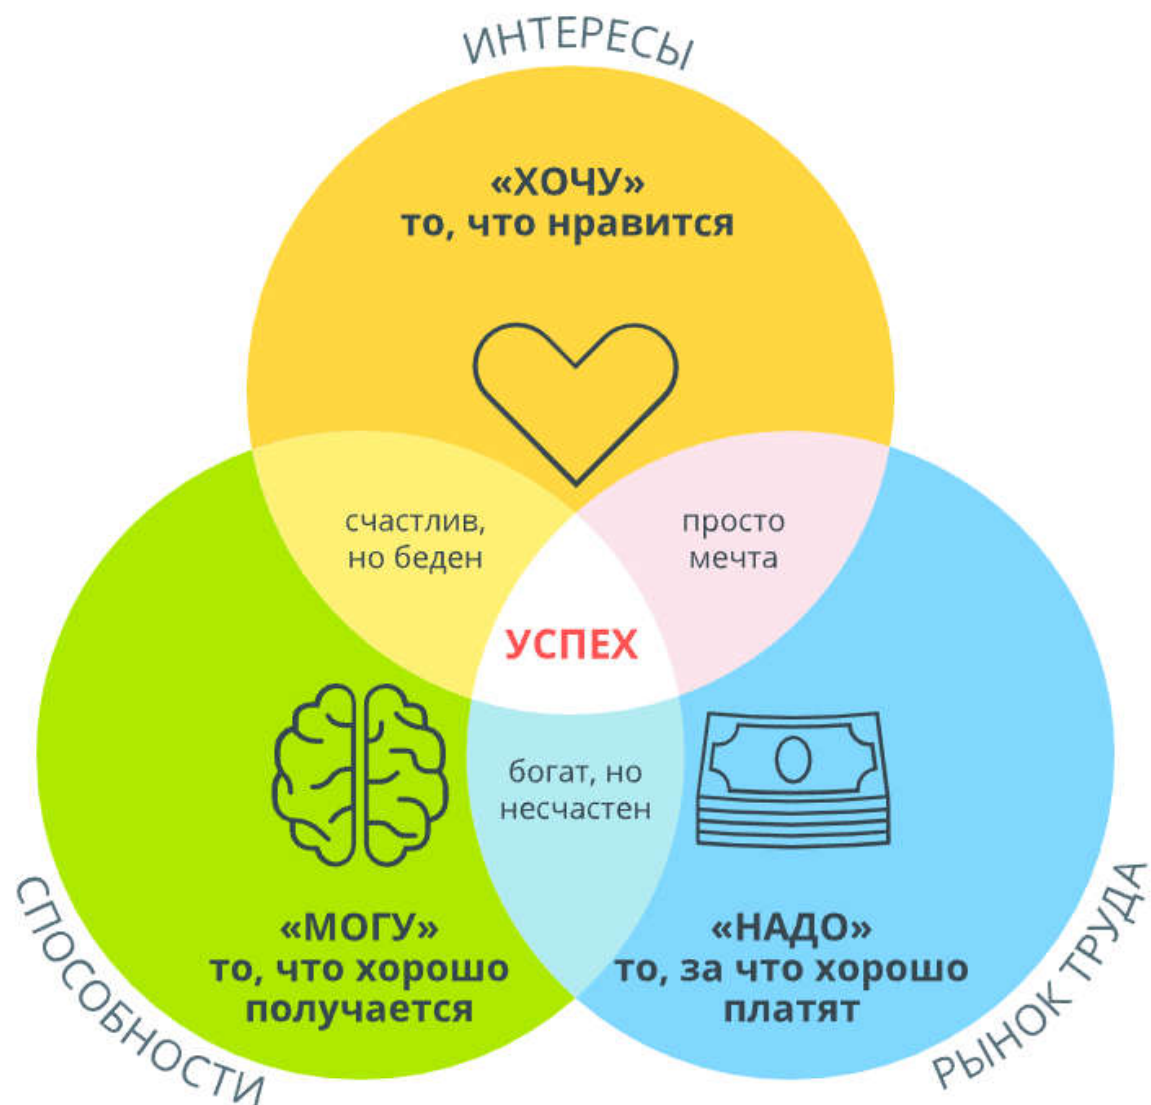 ИНТЕРЕСЫ
«ХОЧУ»
то, что нравится
счастлив,
но беден
просто
мечта
УСПЕХ
богат, но
несчастен
«МОГУ»
то, что хорошо
получается
«НАДО»
то, за что хорошо
платят
СПОСОБНОСТИ
РЫНОК ТРУДА